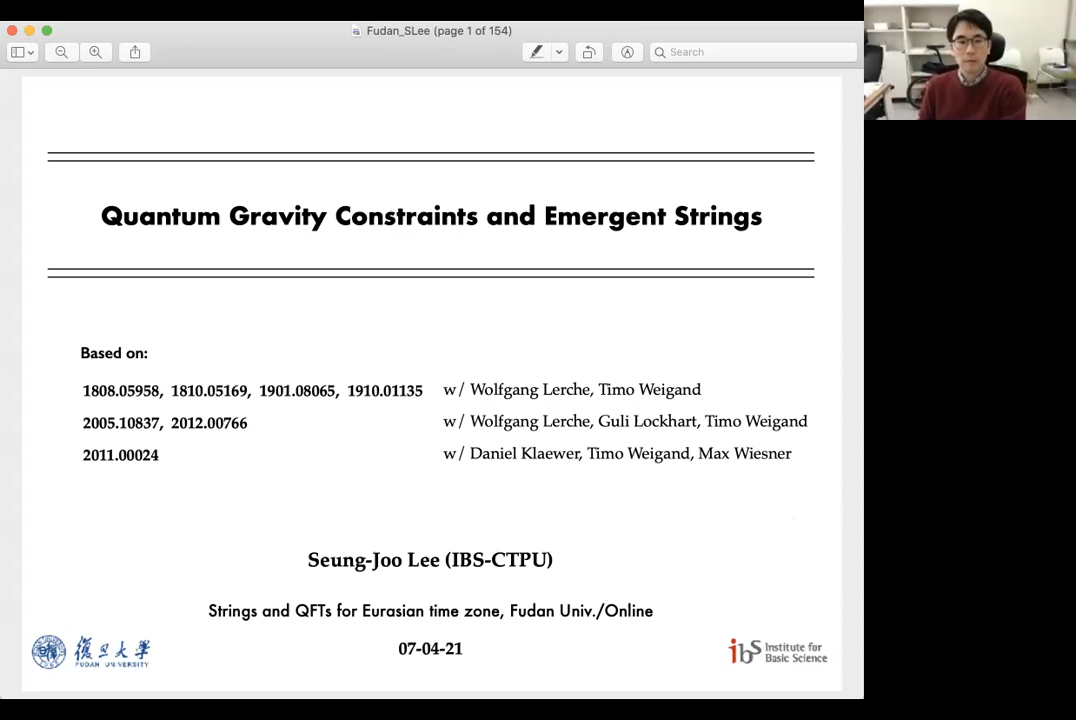 Fudan_SLee (page 1 of 154)
Search
Quantum Gravity Constraints and Emergent Strings
Based on:
1808.05958, 1810.05169, 1901.08065, 1910.01135 w/ Wolfgang Lerche, Timo Weigand
2005.10837, 2012.00766 w/ Wolfgang Lerche, Guli Lockhart, Timo Weigand
2011.00024 w/ Daniel Klaewer, Timo Weigand, Max Wiesner
Seung-Joo Lee (IBS-CTPU)
Strings and QFTs for Eurasian time zone, Fudan Univ./Online
07-04-21
復旦大學
FUDAN UNIVERSITY
ibS Institute for
Basic Science